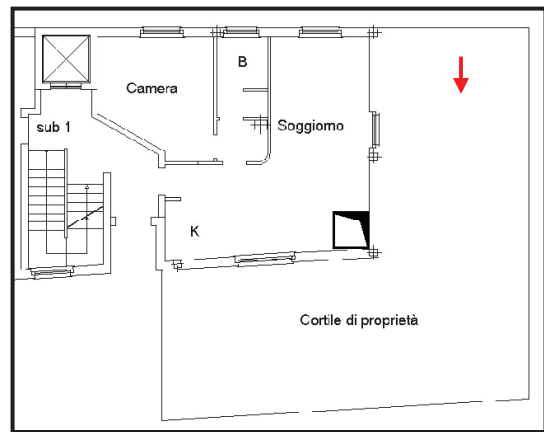 B
Camera
sub 1
Soggiorno
K
Cortile di proprietà